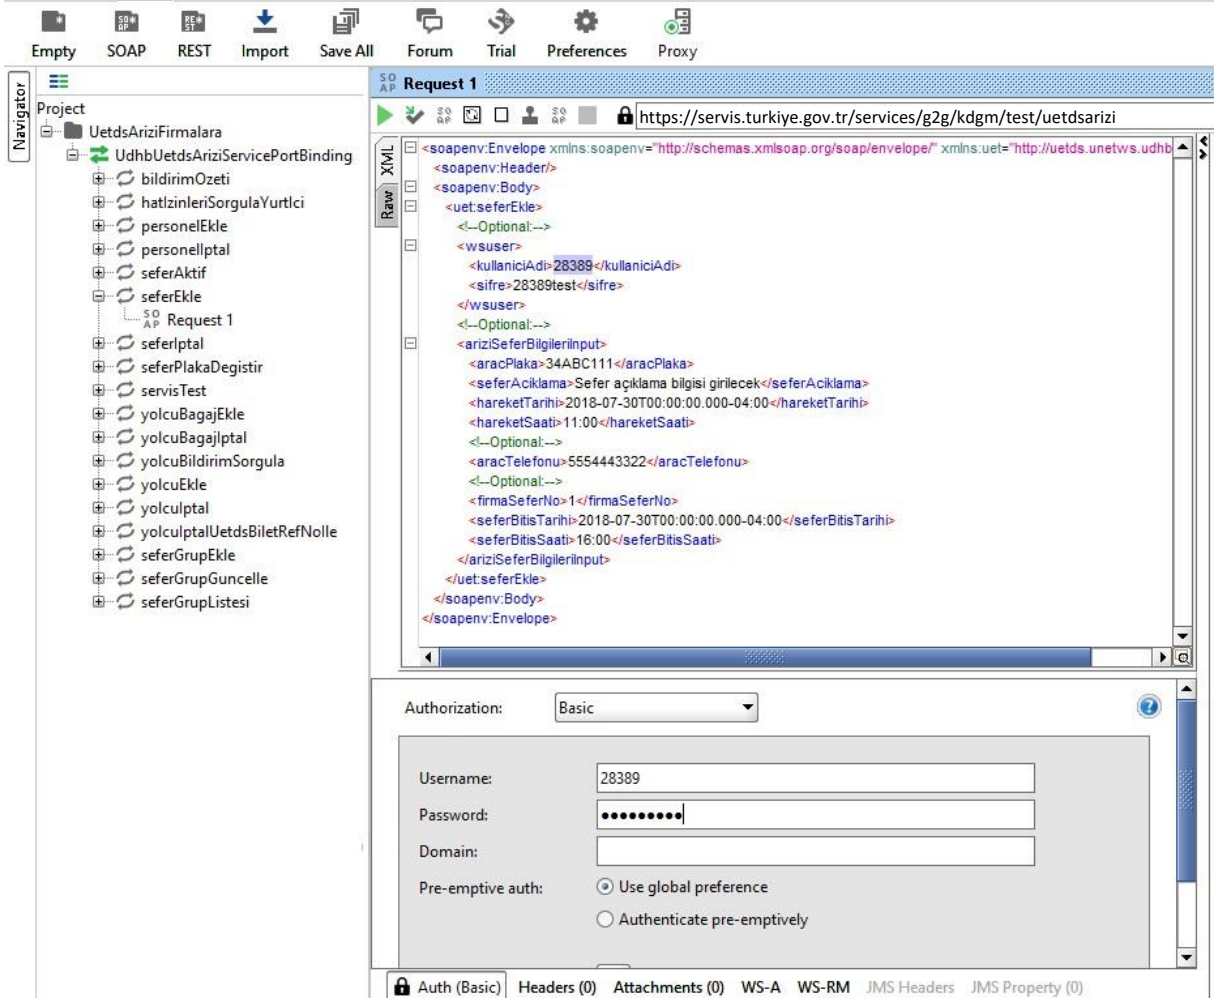 Empty SOAP REST Import Save All Forum Trial Preferences Proxy
Navigator
Project
UetdsAriziFirmalara
UdhbUetdsAriziServicePortBinding
bildirimOzeti
hatIzinleriSorgulaYurtIci
personelEkle
personelIptal
seferAktif
seferEkle
Request 1
seferIptal
seferPlakaDegistir
servisTest
yolcuBagajEkle
yolcuBagajIptal
yolcuBildirimSorgula
yolcuEkle
yolcuIptal
yolcuIptalUetdsBiletRefNoIle
seferGrupEkle
seferGrupGuncelle
seferGrupListesi
Request 1
https://servis.turkiye.gov.tr/services/g2g/kdgm/test/uetdsarizi
XML
Raw
<soapenv:Envelope xmlns:soapenv="http://schemas.xmlsoap.org/soap/envelope/" xmlns:uet="http://uetds.unetws.udhb
<soapenv:Header/>
<soapenv:Body>
<uet:seferEkle>
<!--Optional:-->
<wsuser>
<kullaniciAdi>28389</kullaniciAdi>
<sifre>28389test</sifre>
</wsuser>
<!--Optional:-->
<ariziSeferBilgileriInput>
<aracPlaka>34ABC111</aracPlaka>
<seferAciklama>Sefer açıklama bilgisi girilecek</seferAciklama>
<hareketTarihi>2018-07-30T00:00:00.000-04:00</hareketTarihi>
<hareketSaati>11:00</hareketSaati>
<!--Optional:-->
<aracTelefonu>5554443322</aracTelefonu>
<!--Optional:-->
<firmaSeferNo>1</firmaSeferNo>
<seferBitisTarihi>2018-07-30T00:00:00.000-04:00</seferBitisTarihi>
<seferBitisSaati>16:00</seferBitisSaati>
</ariziSeferBilgileriInput>
</uet:seferEkle>
</soapenv:Body>
</soapenv:Envelope>
Authorization: Basic
Username: 28389
Password: •••••••••
Domain:
Pre-emptive auth: Use global preference
Authenticate pre-emptively
Auth (Basic) Headers (0) Attachments (0) WS-A WS-RM JMS Headers JMS Property (0)